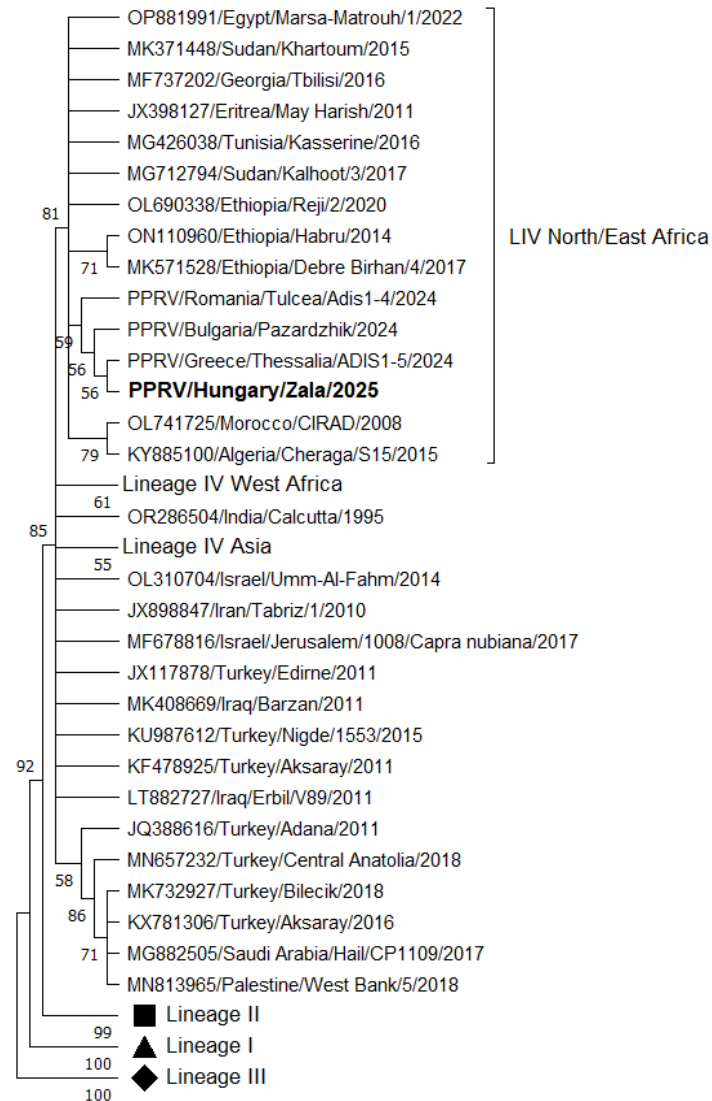 OP881991/Egypt/Marsa-Matrouh/1/2022
MK371448/Sudan/Khartoum/2015
MF737202/Georgia/Tbilisi/2016
JX398127/Eritrea/May Harish/2011
MG426038/Tunisia/Kasserine/2016
MG712794/Sudan/Kalhoot/3/2017
81
OL690338/Ethiopia/Reji/2/2020
ON110960/Ethiopia/Habru/2014
LIV North/East Africa
71
MK571528/Ethiopia/Debre Birhan/4/2017
PPRV/Romania/Tulcea/Adis1-4/2024
PPRV/Bulgaria/Pazardzhik/2024
59
PPRV/Greece/Thessalia/ADIS1-5/2024
56
PPRV/Hungary/Zala/2025
56
OL741725/Morocco/CIRAD/2008
KY885100/Algeria/Cheraga/S15/2015
79
Lineage IV West Africa
61
OR286504/India/Calcutta/1995
85
Lineage IV Asia
55
OL310704/Israel/Umm-Al-Fahm/2014
JX898847/Iran/Tabriz/1/2010
MF678816/Israel/Jerusalem/1008/Capra nubiana/2017
JX117878/Turkey/Edirne/2011
MK408669/Iraq/Barzan/2011
KU987612/Turkey/Nigde/1553/2015
92
KF478925/Turkey/Aksaray/2011
LT882727/Iraq/Erbil/V89/2011
JQ388616/Turkey/Adana/2011
MN657232/Turkey/Central Anatolia/2018
58
MK732927/Turkey/Bilecik/2018
86
KX781306/Turkey/Aksaray/2016
71
MG882505/Saudi Arabia/Hail/CP1109/2017
MN813965/Palestine/West Bank/5/2018
Lineage II
99
Lineage I
100
Lineage III
100